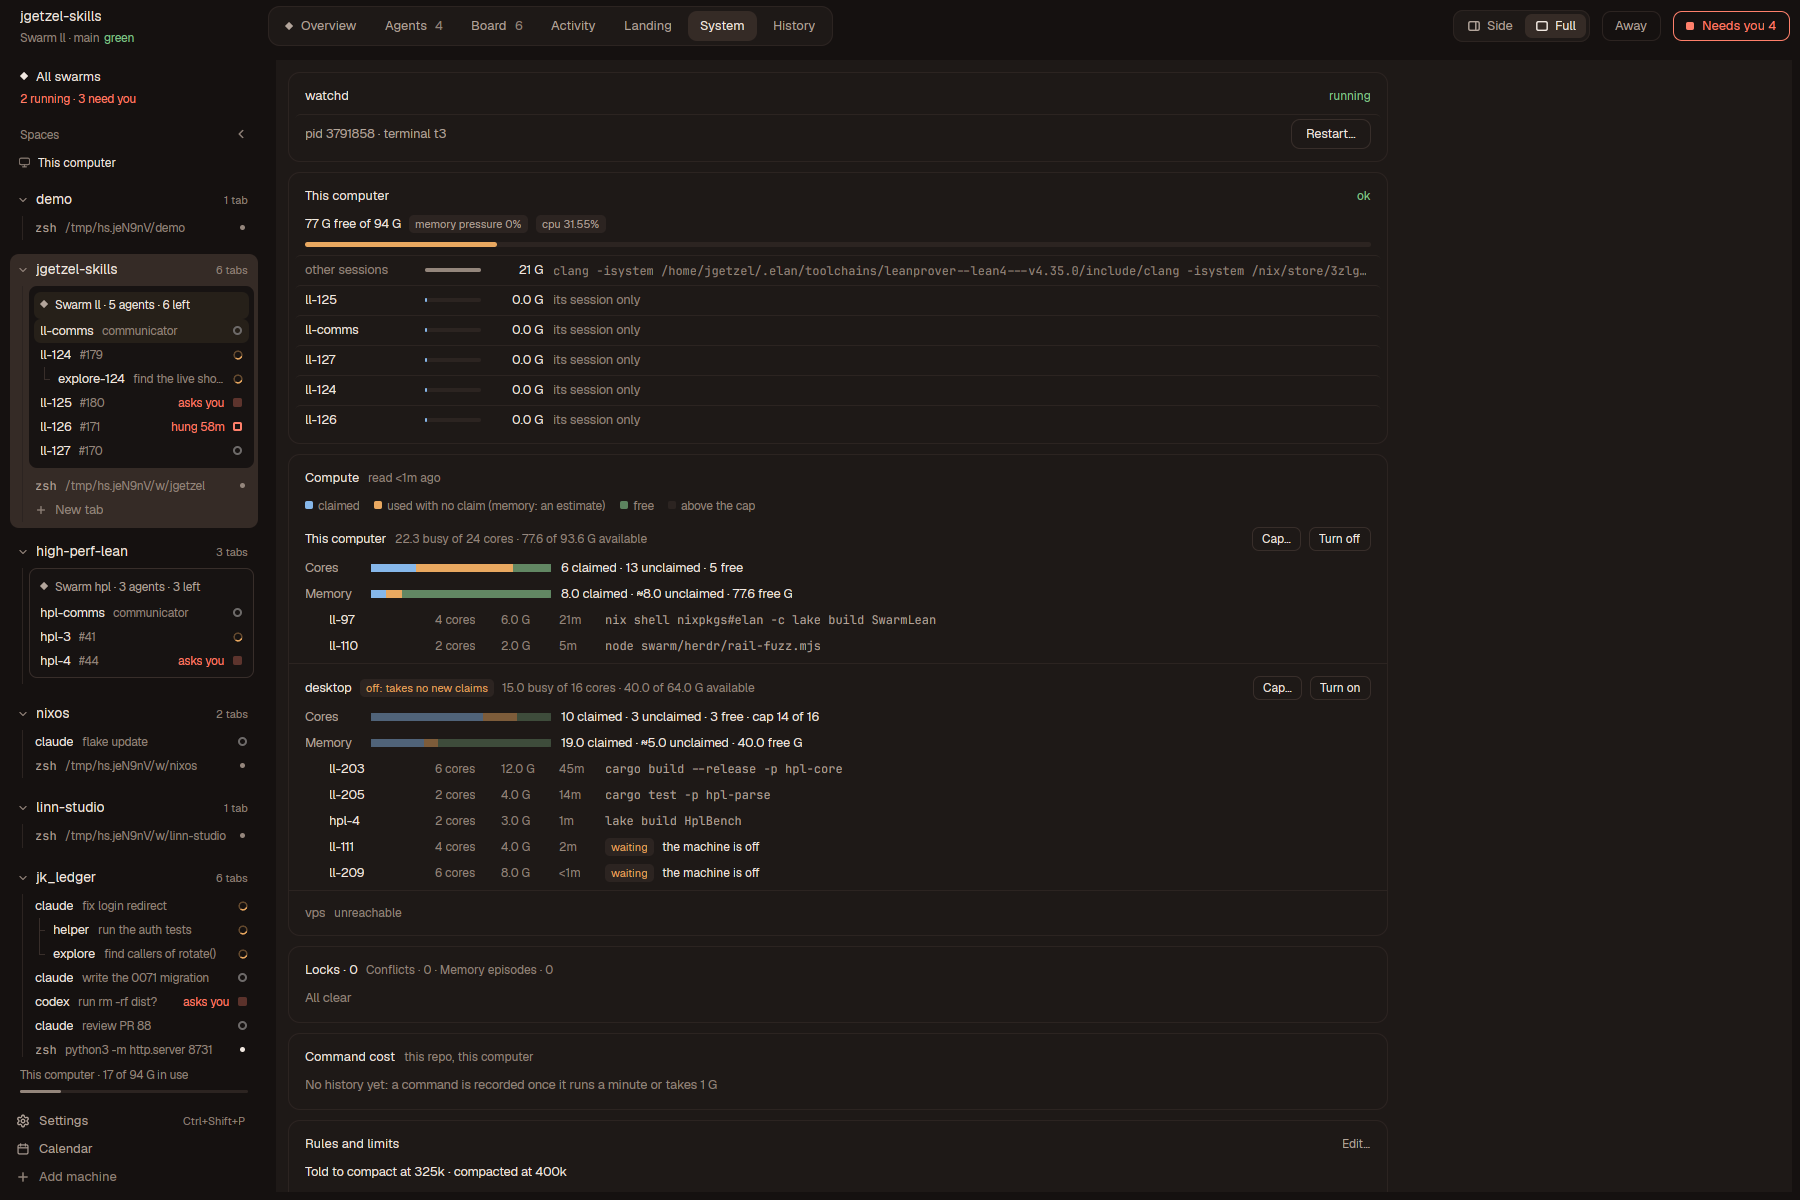 jgetzel-skills
Swarm ll · main green
All swarms
2 running · 3 need you
Spaces
This computer
demo 1 tab
zsh /tmp/hs.jeN9nV/demo
jgetzel-skills 6 tabs
Swarm ll · 5 agents · 6 left
ll-comms communicator
ll-124 #179
explore-124 find the live sho...
ll-125 #180 asks you
ll-126 #171 hung 58m
ll-127 #170
zsh /tmp/hs.jeN9nV/w/jgetzel
+ New tab
high-perf-lean 3 tabs
Swarm hpl · 3 agents · 3 left
hpl-comms communicator
hpl-3 #41
hpl-4 #44 asks you
nixos 2 tabs
claude flake update
zsh /tmp/hs.jeN9nV/w/nixos
linn-studio 1 tab
zsh /tmp/hs.jeN9nV/w/linn-studio
jk_ledger 6 tabs
claude fix login redirect
helper run the auth tests
explore find callers of rotate()
claude write the 0071 migration
codex run rm -rf dist? asks you
claude review PR 88
zsh python3 -m http.server 8731
This computer · 17 of 94 G in use
Settings Ctrl+Shift+P
Calendar
+ Add machine
Overview Agents 4 Board 6 Activity Landing System History
Side Full Away Needs you 4
watchd running
pid 3791858 · terminal t3 Restart...
This computer ok
77 G free of 94 G memory pressure 0% cpu 31.55%
other sessions 21 G clang -isystem /home/jgetzel/.elan/toolchains/leanprover--lean4---v4.35.0/include/clang -isystem /nix/store/3zlg...
ll-125 0.0 G its session only
ll-comms 0.0 G its session only
ll-127 0.0 G its session only
ll-124 0.0 G its session only
ll-126 0.0 G its session only
Compute read <1m ago
claimed used with no claim (memory: an estimate) free above the cap
This computer 22.3 busy of 24 cores · 77.6 of 93.6 G available Cap... Turn off
Cores 6 claimed · 13 unclaimed · 5 free
Memory 8.0 claimed · ≈8.0 unclaimed · 77.6 free G
ll-97 4 cores 6.0 G 21m nix shell nixpkgs#elan -c lake build SwarmLean
ll-110 2 cores 2.0 G 5m node swarm/herdr/rail-fuzz.mjs
desktop off: takes no new claims 15.0 busy of 16 cores · 40.0 of 64.0 G available Cap... Turn on
Cores 10 claimed · 3 unclaimed · 3 free · cap 14 of 16
Memory 19.0 claimed · ≈5.0 unclaimed · 40.0 free G
ll-203 6 cores 12.0 G 45m cargo build --release -p hpl-core
ll-205 2 cores 4.0 G 14m cargo test -p hpl-parse
hpl-4 2 cores 3.0 G 1m lake build HplBench
ll-111 4 cores 4.0 G 2m waiting the machine is off
ll-209 6 cores 8.0 G <1m waiting the machine is off
vps unreachable
Locks · 0 Conflicts · 0 · Memory episodes · 0
All clear
Command cost this repo, this computer
No history yet: a command is recorded once it runs a minute or takes 1 G
Rules and limits Edit...
Told to compact at 325k · compacted at 400k